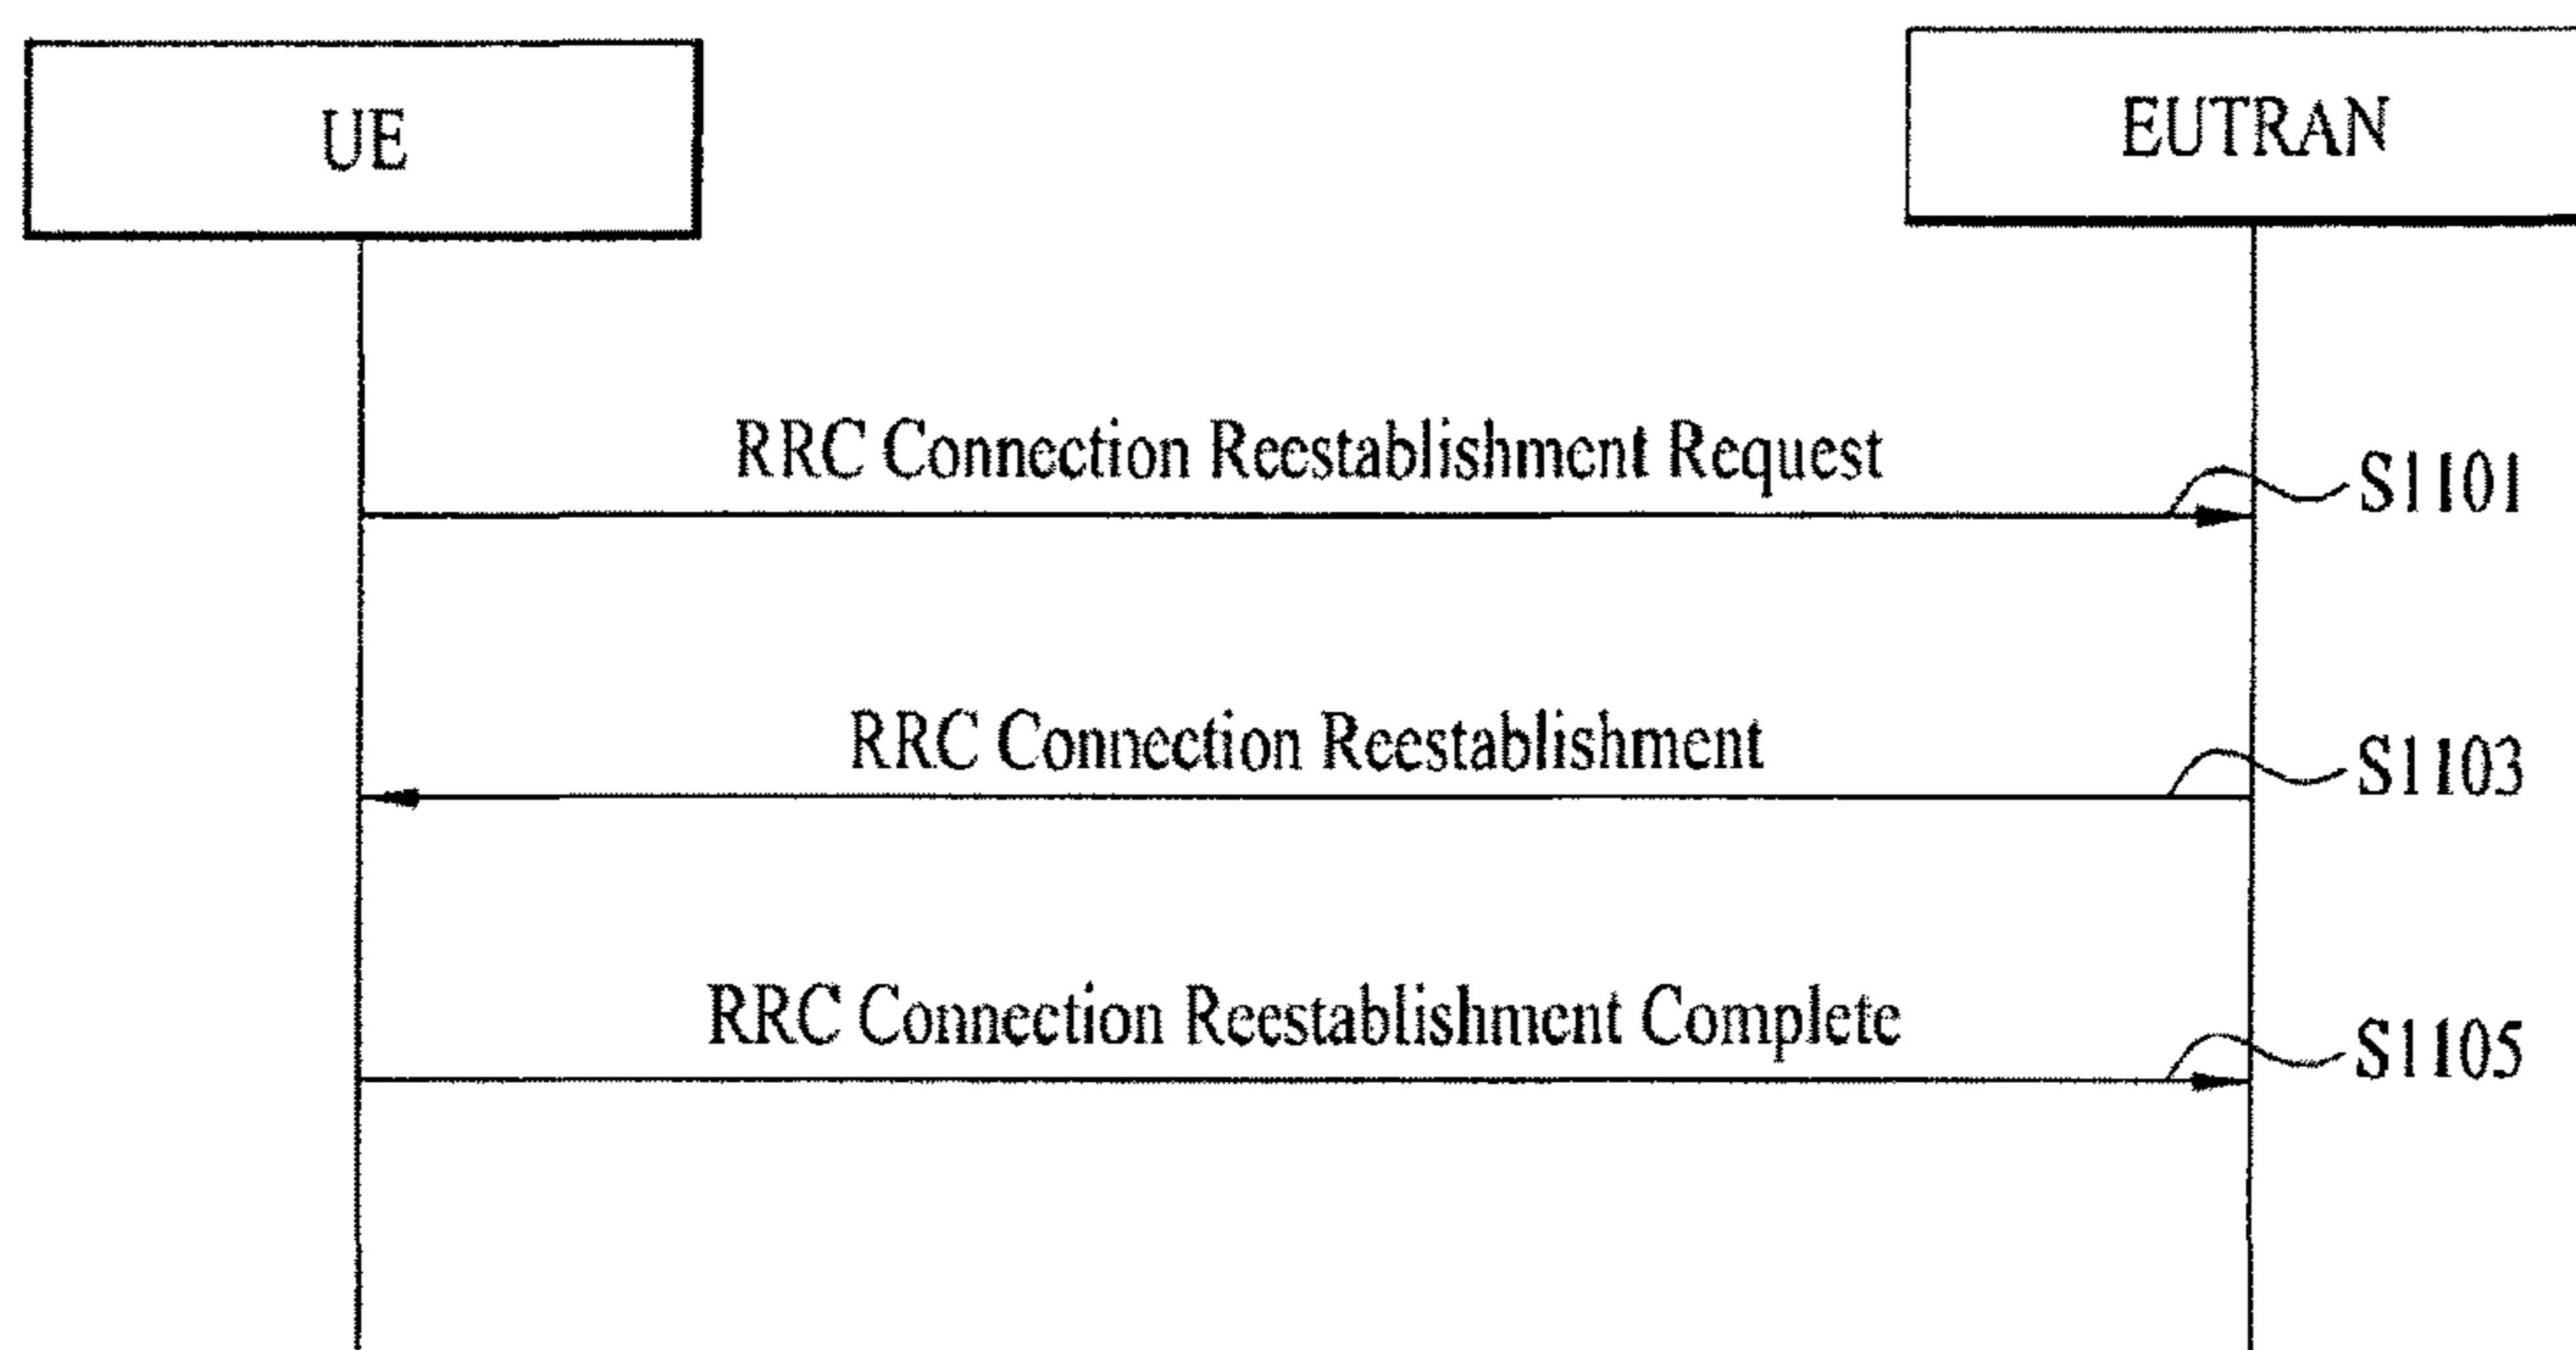 UE
EUTRAN
RRC Connection Reestablishment Request
S1101
RRC Connection Reestablishment
S1103
RRC Connection Reestablishment Complete
S1105